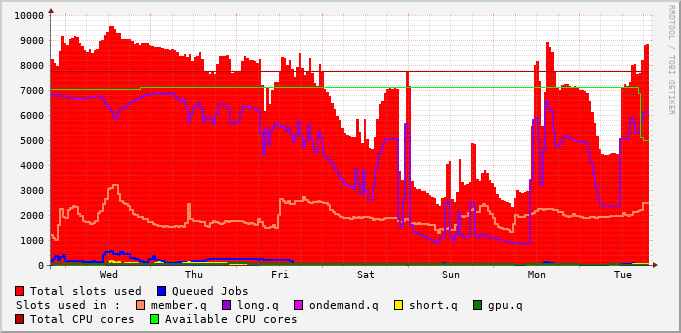 10000
9000
8000
7000
6000
5000
4000
3000
2000
1000
0
Wed Thu Fri Sat Sun Mon Tue
RRDTOOL / TOBI OETIKER
Total slots used Queued Jobs
Slots used in : member.q long.q ondemand.q short.q gpu.q
Total CPU cores Available CPU cores